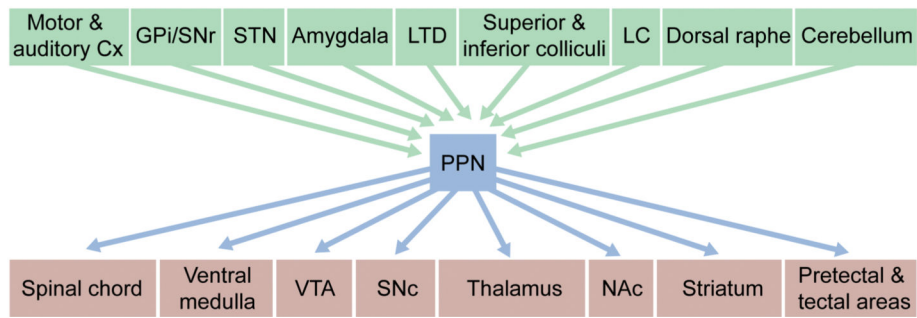 Motor & auditory Cx
GPi/SNr
STN
Amygdala
LTD
Superior & inferior colliculi
LC
Dorsal raphe
Cerebellum
PPN
Spinal chord
Ventral medulla
VTA
SNc
Thalamus
NAc
Striatum
Pretectal & tectal areas